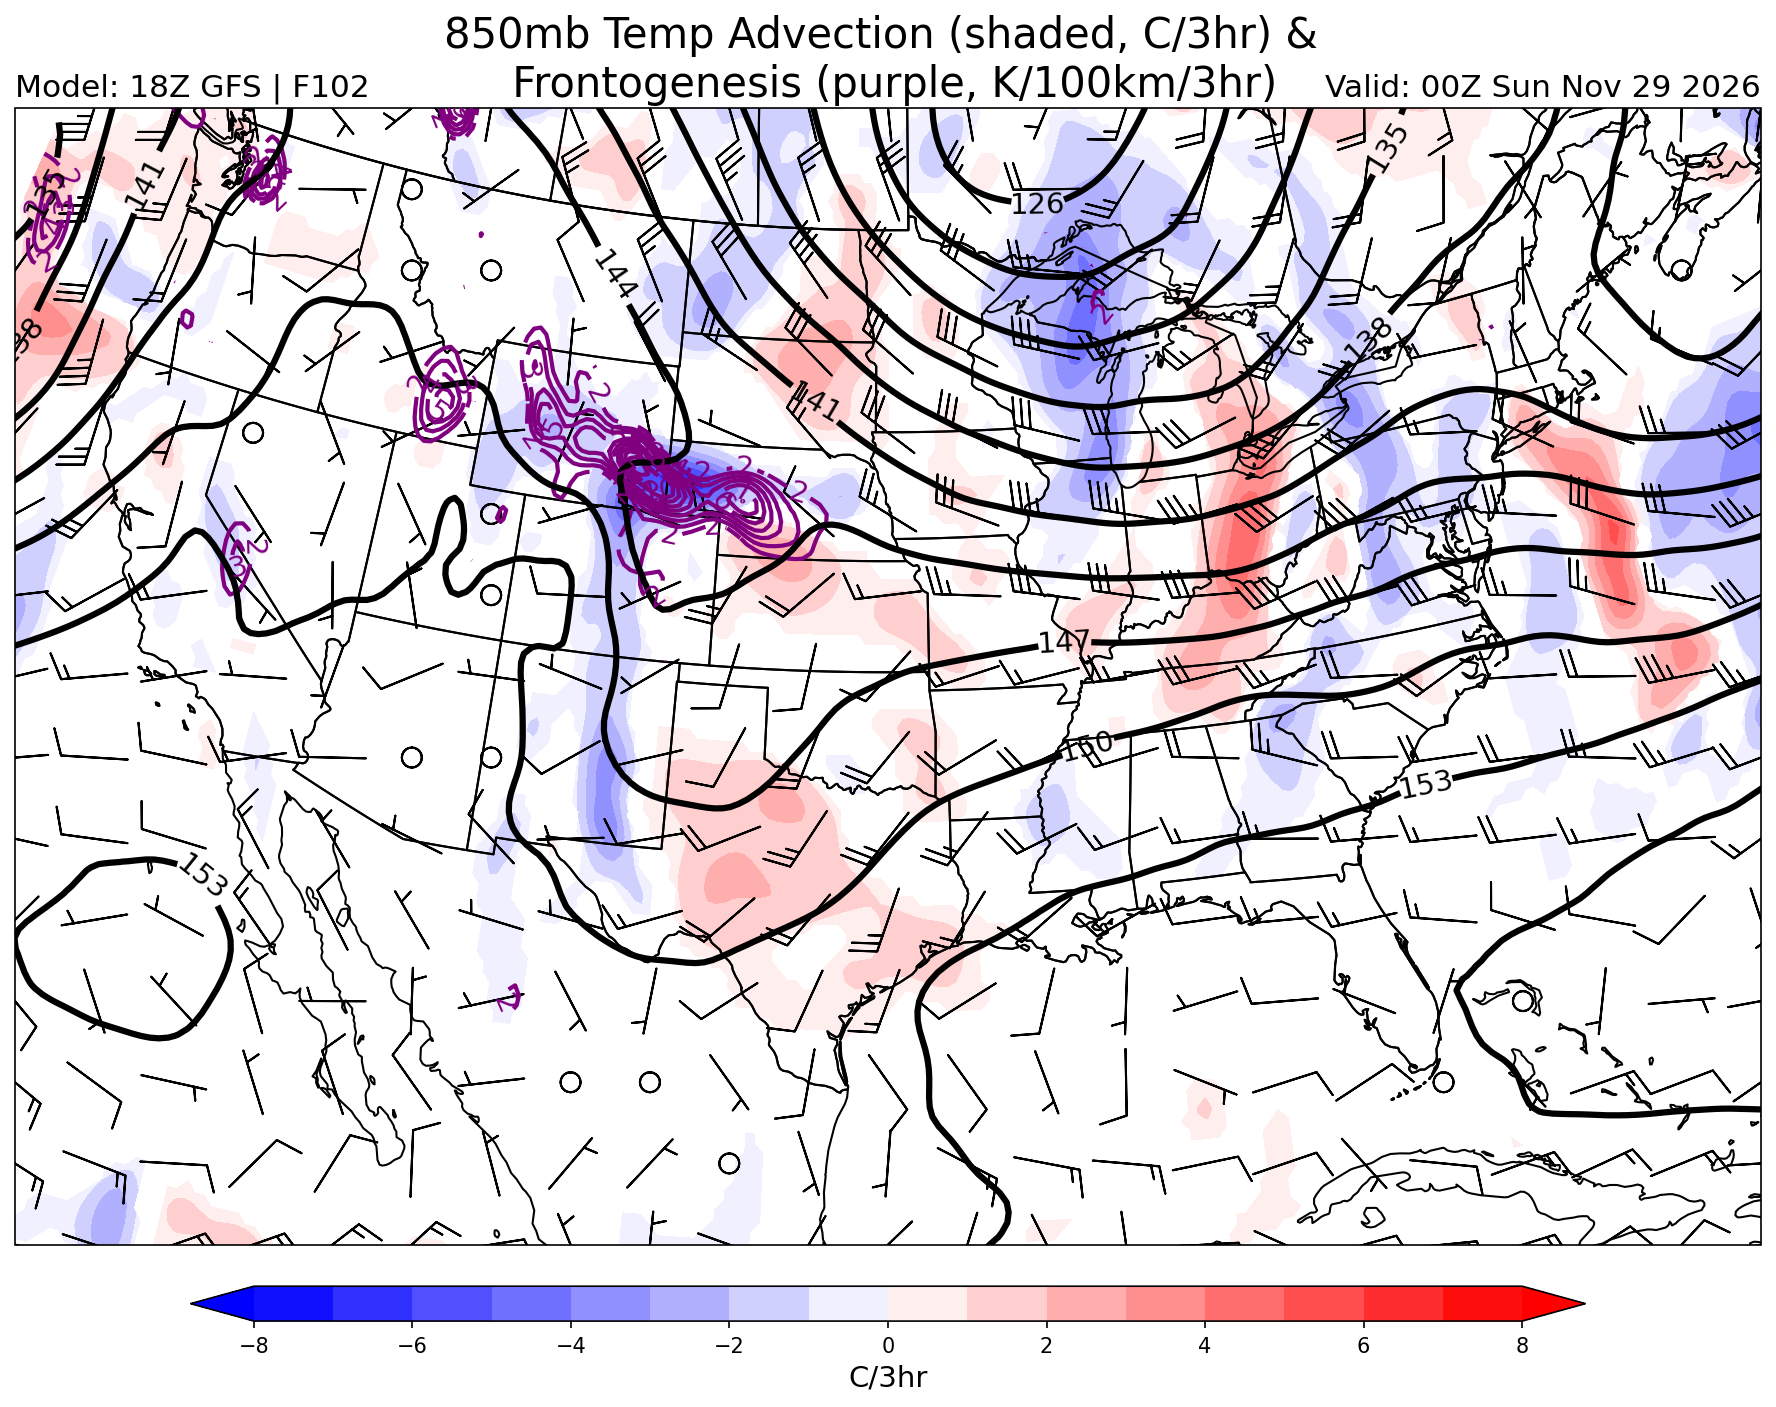 850mb Temp Advection (shaded, C/3hr) &
Frontogenesis (purple, K/100km/3hr)
Model: 18Z GFS | F102
Valid: 00Z Sun Nov 29 2026
135
141
138
144
126
135
138
141
147
150
153
153
−8 −6 −4 −2 0 2 4 6 8
C/3hr